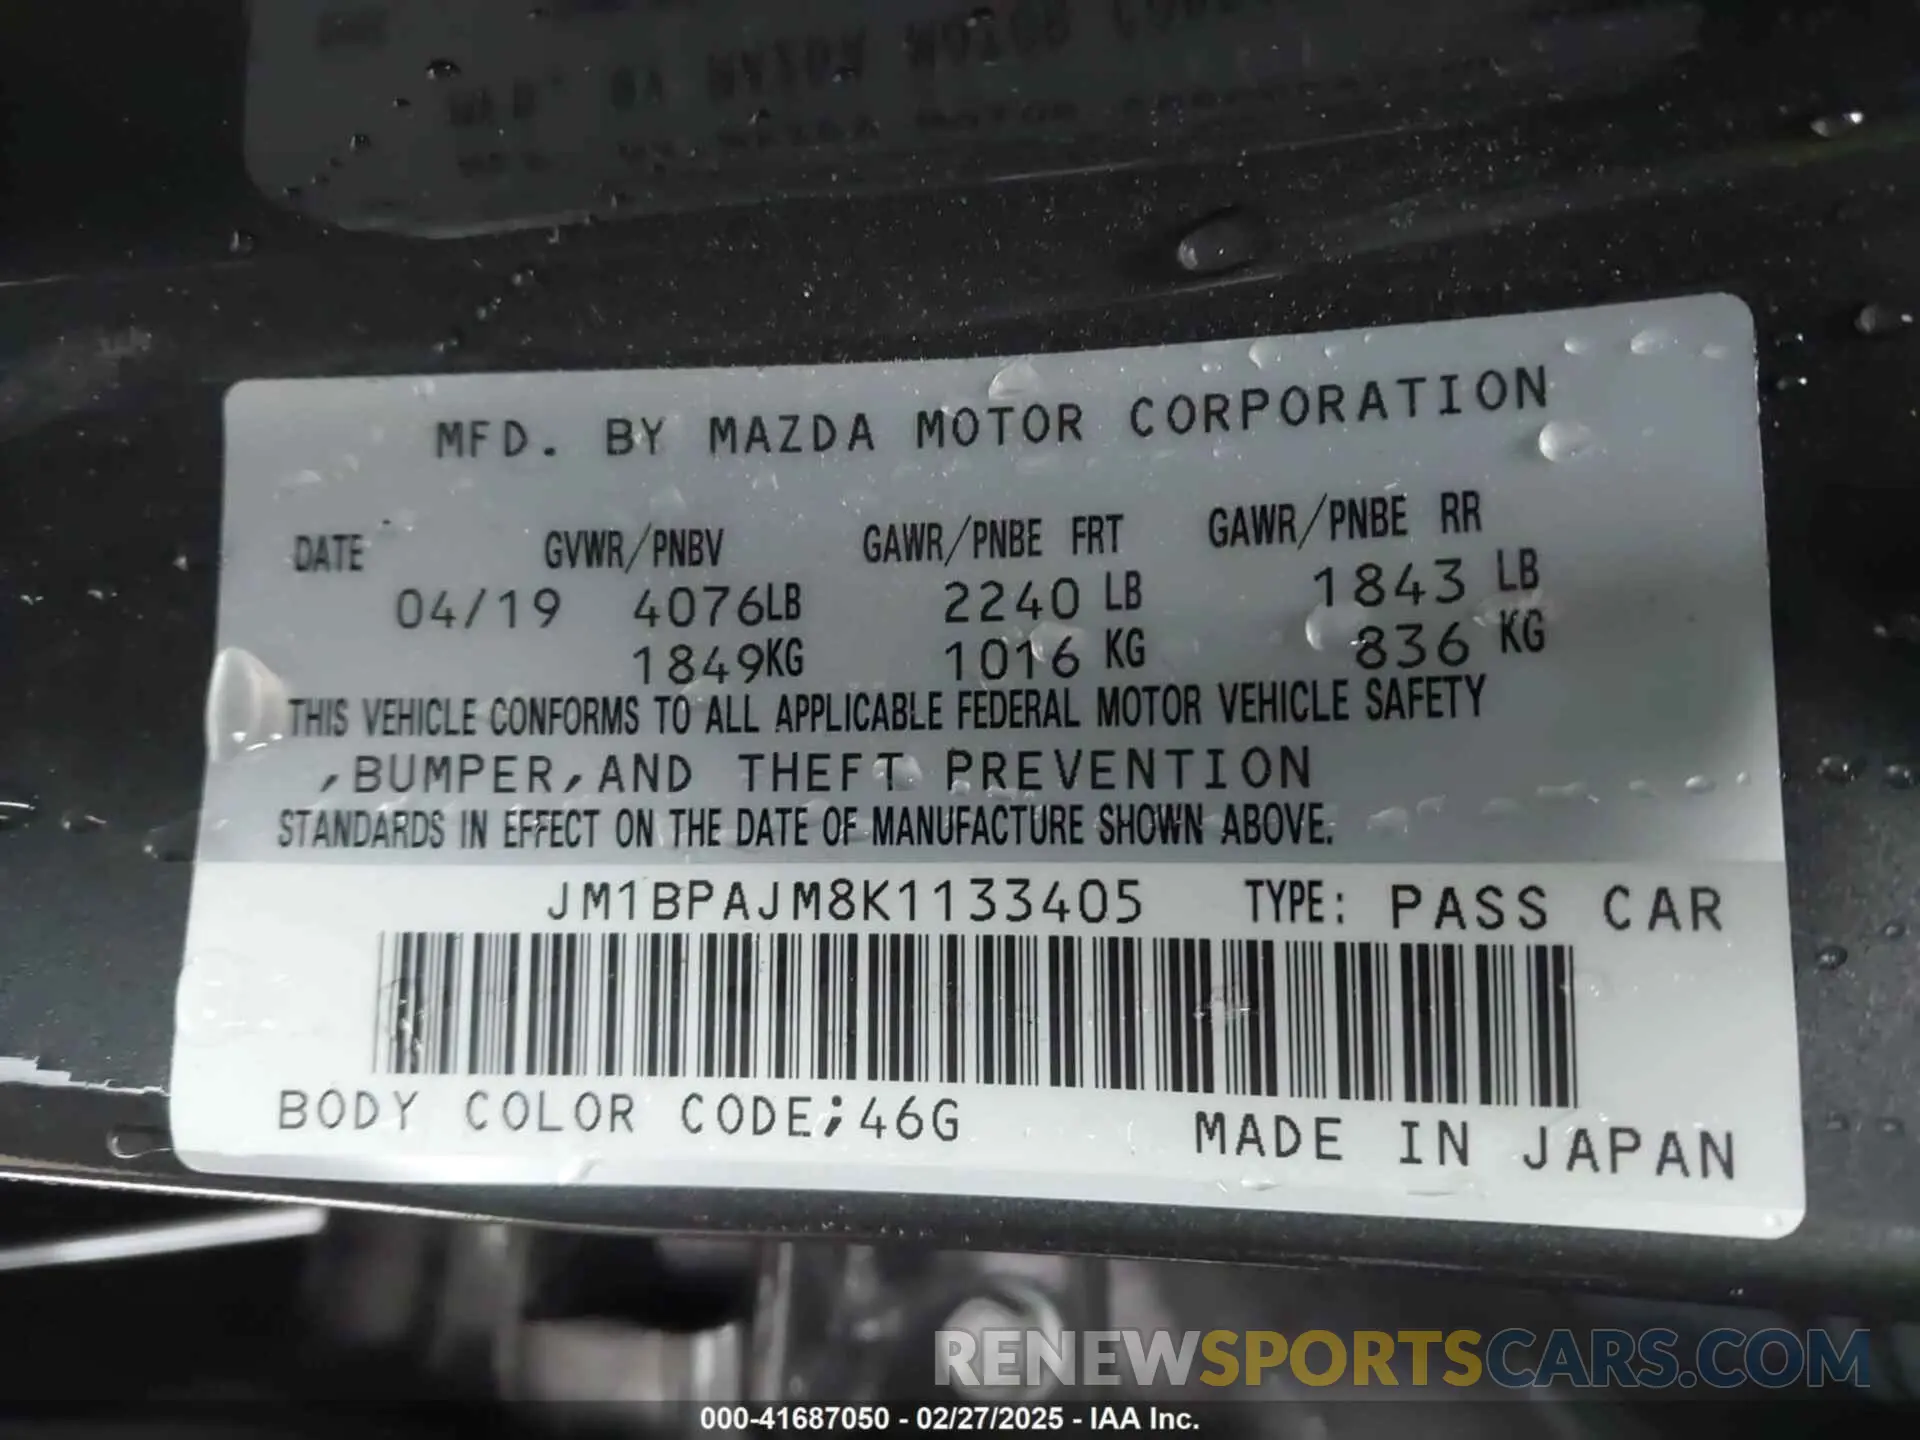 MFD. BY MAZDA MOTOR CORPORATION
DATE GVWR/PNBV GAWR/PNBE FRT GAWR/PNBE RR
04/19 4076LB 2240 LB 1843 LB
1849KG 1016 KG 836 KG
THIS VEHICLE CONFORMS TO ALL APPLICABLE FEDERAL MOTOR VEHICLE SAFETY
,BUMPER,AND THEFT PREVENTION
STANDARDS IN EFFECT ON THE DATE OF MANUFACTURE SHOWN ABOVE.
JM1BPAJM8K1133405 TYPE: PASS CAR
BODY COLOR CODE;46G MADE IN JAPAN
RENEWSPORTSCARS.COM
000-41687050 - 02/27/2025 - IAA Inc.